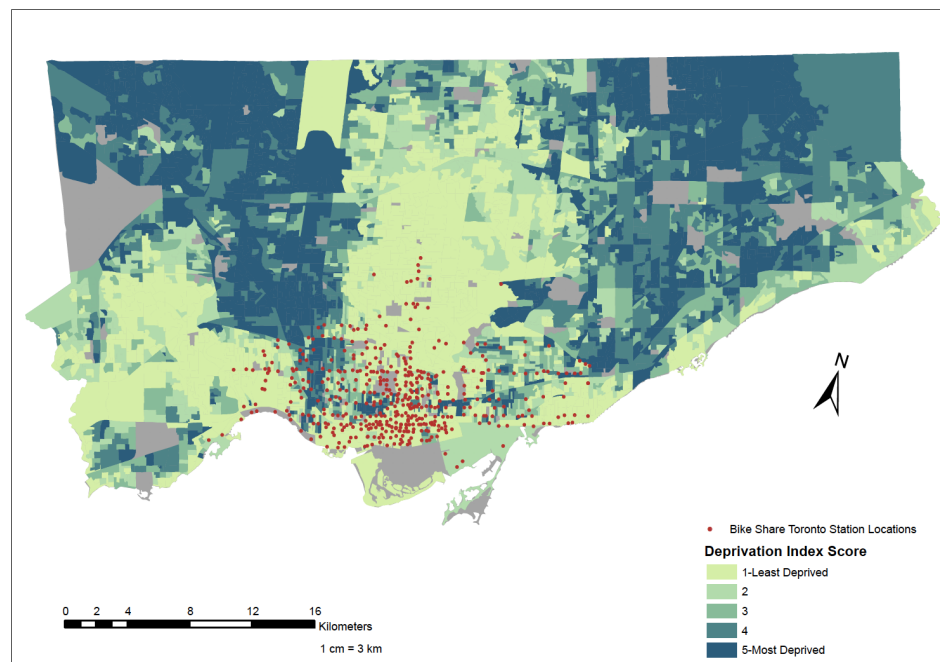 N
Bike Share Toronto Station Locations
Deprivation Index Score
1-Least Deprived
2
3
4
5-Most Deprived
0 2 4 8 12 16
Kilometers
1 cm = 3 km